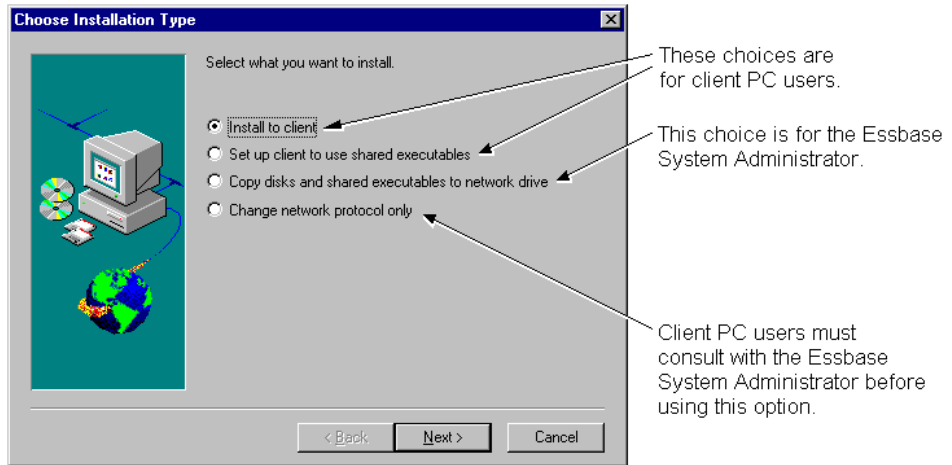 Choose Installation Type
Select what you want to install.
Install to client
Set up client to use shared executables
Copy disks and shared executables to network drive
Change network protocol only
< Back
Next >
Cancel
These choices are
for client PC users.
This choice is for the Essbase
System Administrator.
Client PC users must
consult with the Essbase
System Administrator before
using this option.